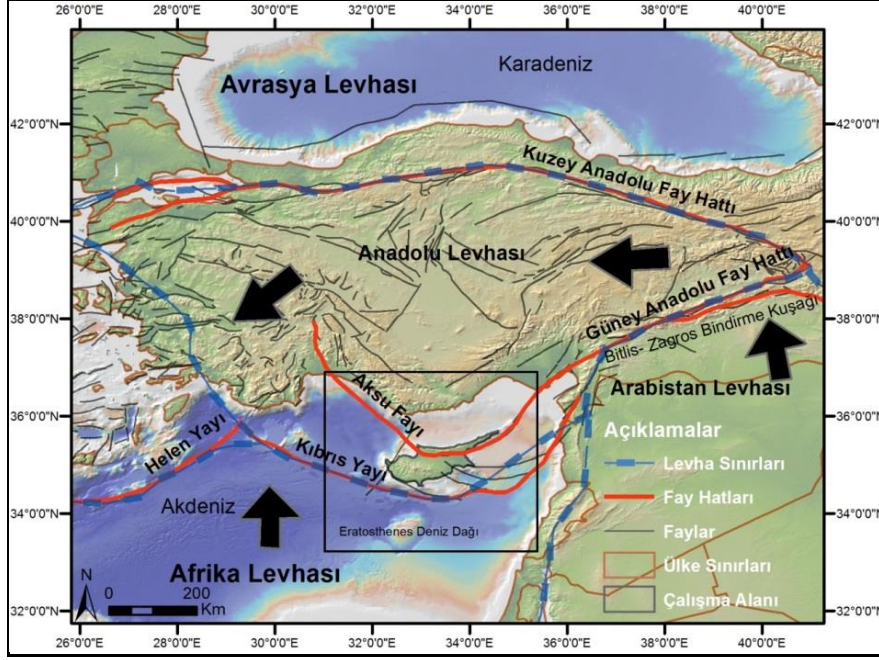 26°0'0"E 28°0'0"E 30°0'0"E 32°0'0"E 34°0'0"E 36°0'0"E 38°0'0"E 40°0'0"E
Avrasya Levhası
Karadeniz
42°0'0"N
42°0'0"N
Kuzey Anadolu Fay Hattı
40°0'0"N
40°0'0"N
Anadolu Levhası
Güney Anadolu Fay Hattı
38°0'0"N
38°0'0"N
Bitlis- Zagros Bindirme Kuşağı
Arabistan Levhası
Aksu Fayı
36°0'0"N
36°0'0"N
Helen Yayı
Kıbrıs Yayi
Açıklamalar
Levha Sınırları
Fay Hatları
Faylar
Ülke Sınırları
Çalışma Alanı
34°0'0"N
34°0'0"N
Akdeniz
Eratosthenes Deniz Dağı
Afrika Levhası
N
0 200
Km
32°0'0"N
32°0'0"N
26°0'0"E 28°0'0"E 30°0'0"E 32°0'0"E 34°0'0"E 36°0'0"E 38°0'0"E 40°0'0"E